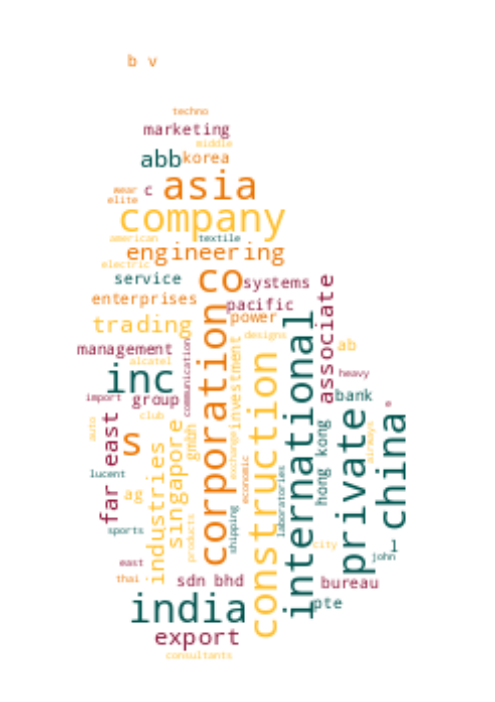 b v
techno
marketing
middle
abb korea
wear c asia
elite
company
american textile
engineering
electric
service co systems
enterprises pacific
trading power
designs
management
alcatel
inc
import group
club
communication
corporation
investment
construction
international
associate
ab
heavy
bank
e
private
china
hong kong
airways
far east
s
auto
lucent
a
ag
industries
singapore
gmbh
exchange
economic
laboratories
shipping
products
sports
city
l
john
east
thai
sdn bhd
bureau
india
pte
export
consultants